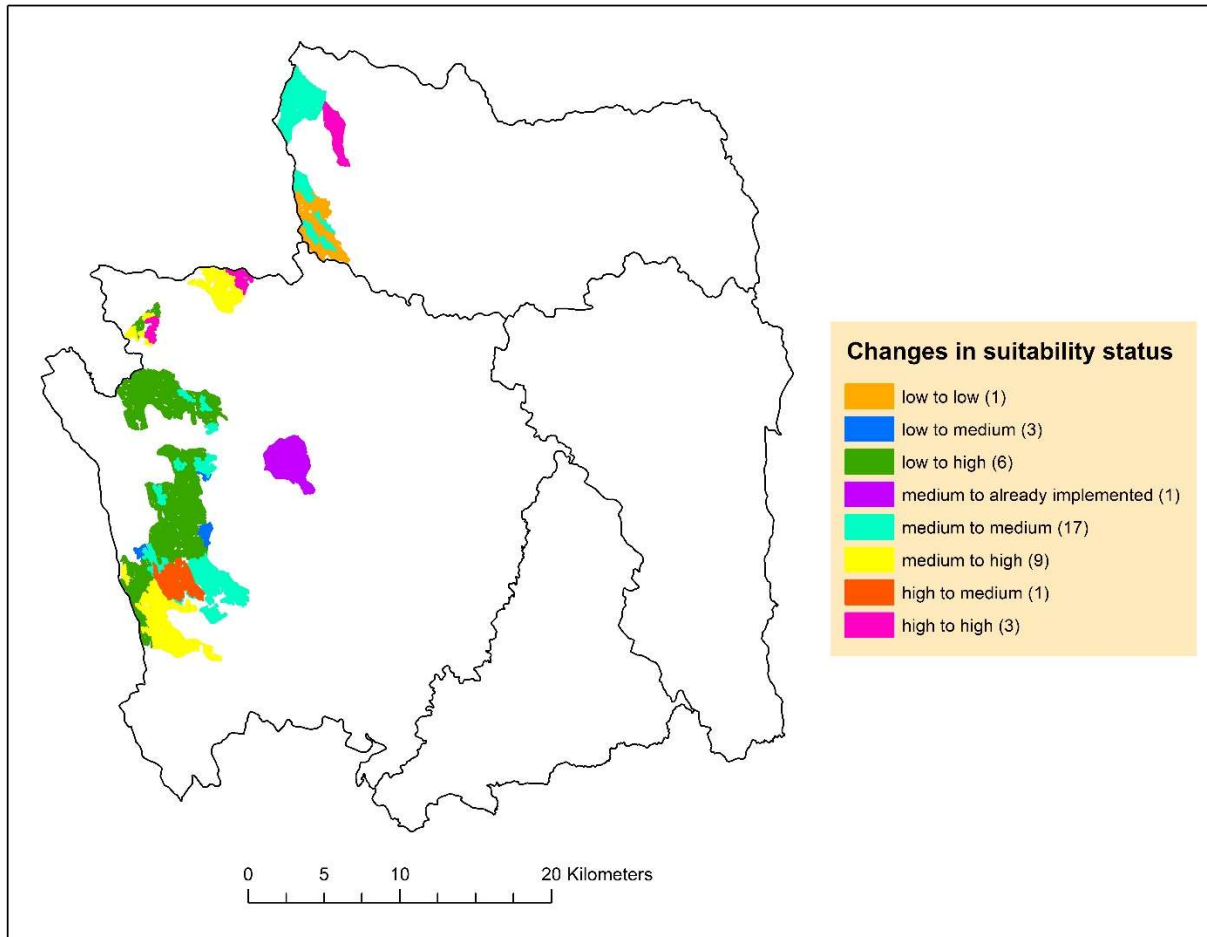 Changes in suitability status
low to low (1)
low to medium (3)
low to high (6)
medium to already implemented (1)
medium to medium (17)
medium to high (9)
high to medium (1)
high to high (3)
0 5 10 20 Kilometers